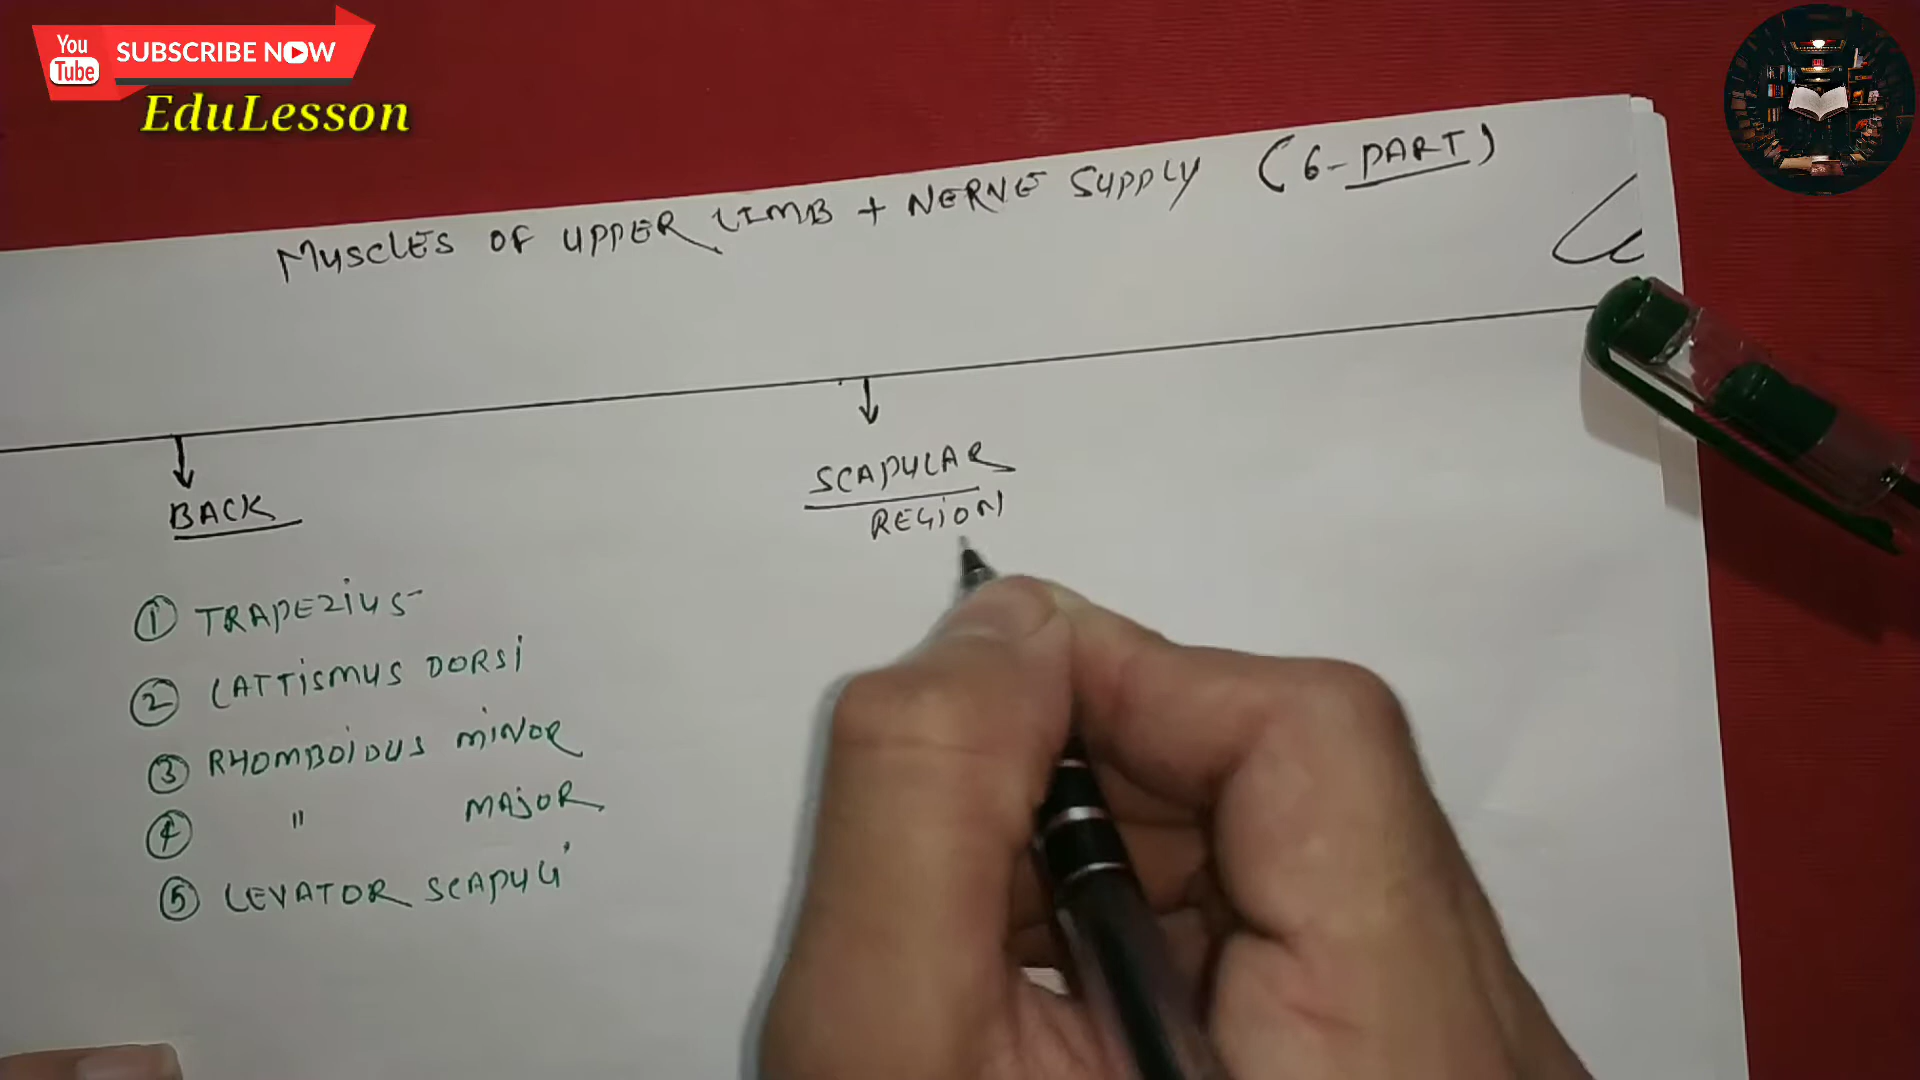 You
Tube
SUBSCRIBE NOW
EduLesson
MUSCLES OF UPPER LIMB + NERVE SUPPLY (6-PART)
BACK
① TRAPEZIUS
② LATTISMUS DORSI
③ RHOMBOIDUS MINOR
④ " MAJOR
⑤ LEVATOR SCAPULI
SCAPULAR
REGION